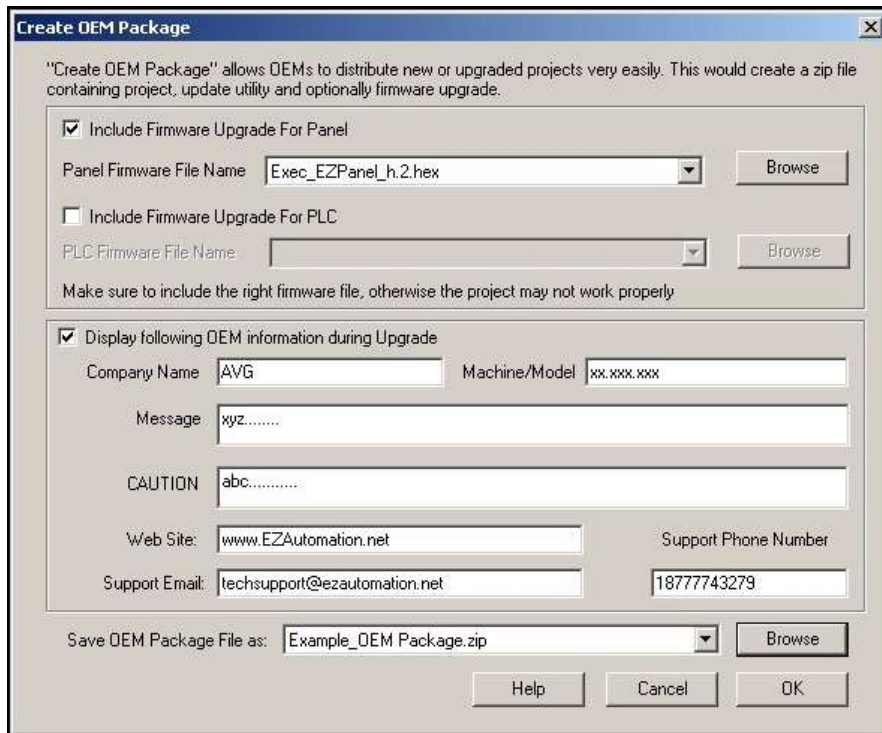 Create OEM Package
"Create OEM Package" allows OEMs to distribute new or upgraded projects very easily. This would create a zip file
containing project, update utility and optionally firmware upgrade.
Include Firmware Upgrade For Panel
Panel Firmware File Name Exec_EZPanel_h.2.hex Browse
Include Firmware Upgrade For PLC
PLC Firmware File Name Browse
Make sure to include the right firmware file, otherwise the project may not work properly
Display following OEM information during Upgrade
Company Name AVG Machine/Model xx.xxx.xxx
Message xyz........
CAUTION abc...........
Web Site: www.EZAutomation.net Support Phone Number
Support Email: techsupport@ezautomation.net 18777743279
Save OEM Package File as: Example_OEM Package.zip Browse
Help Cancel OK